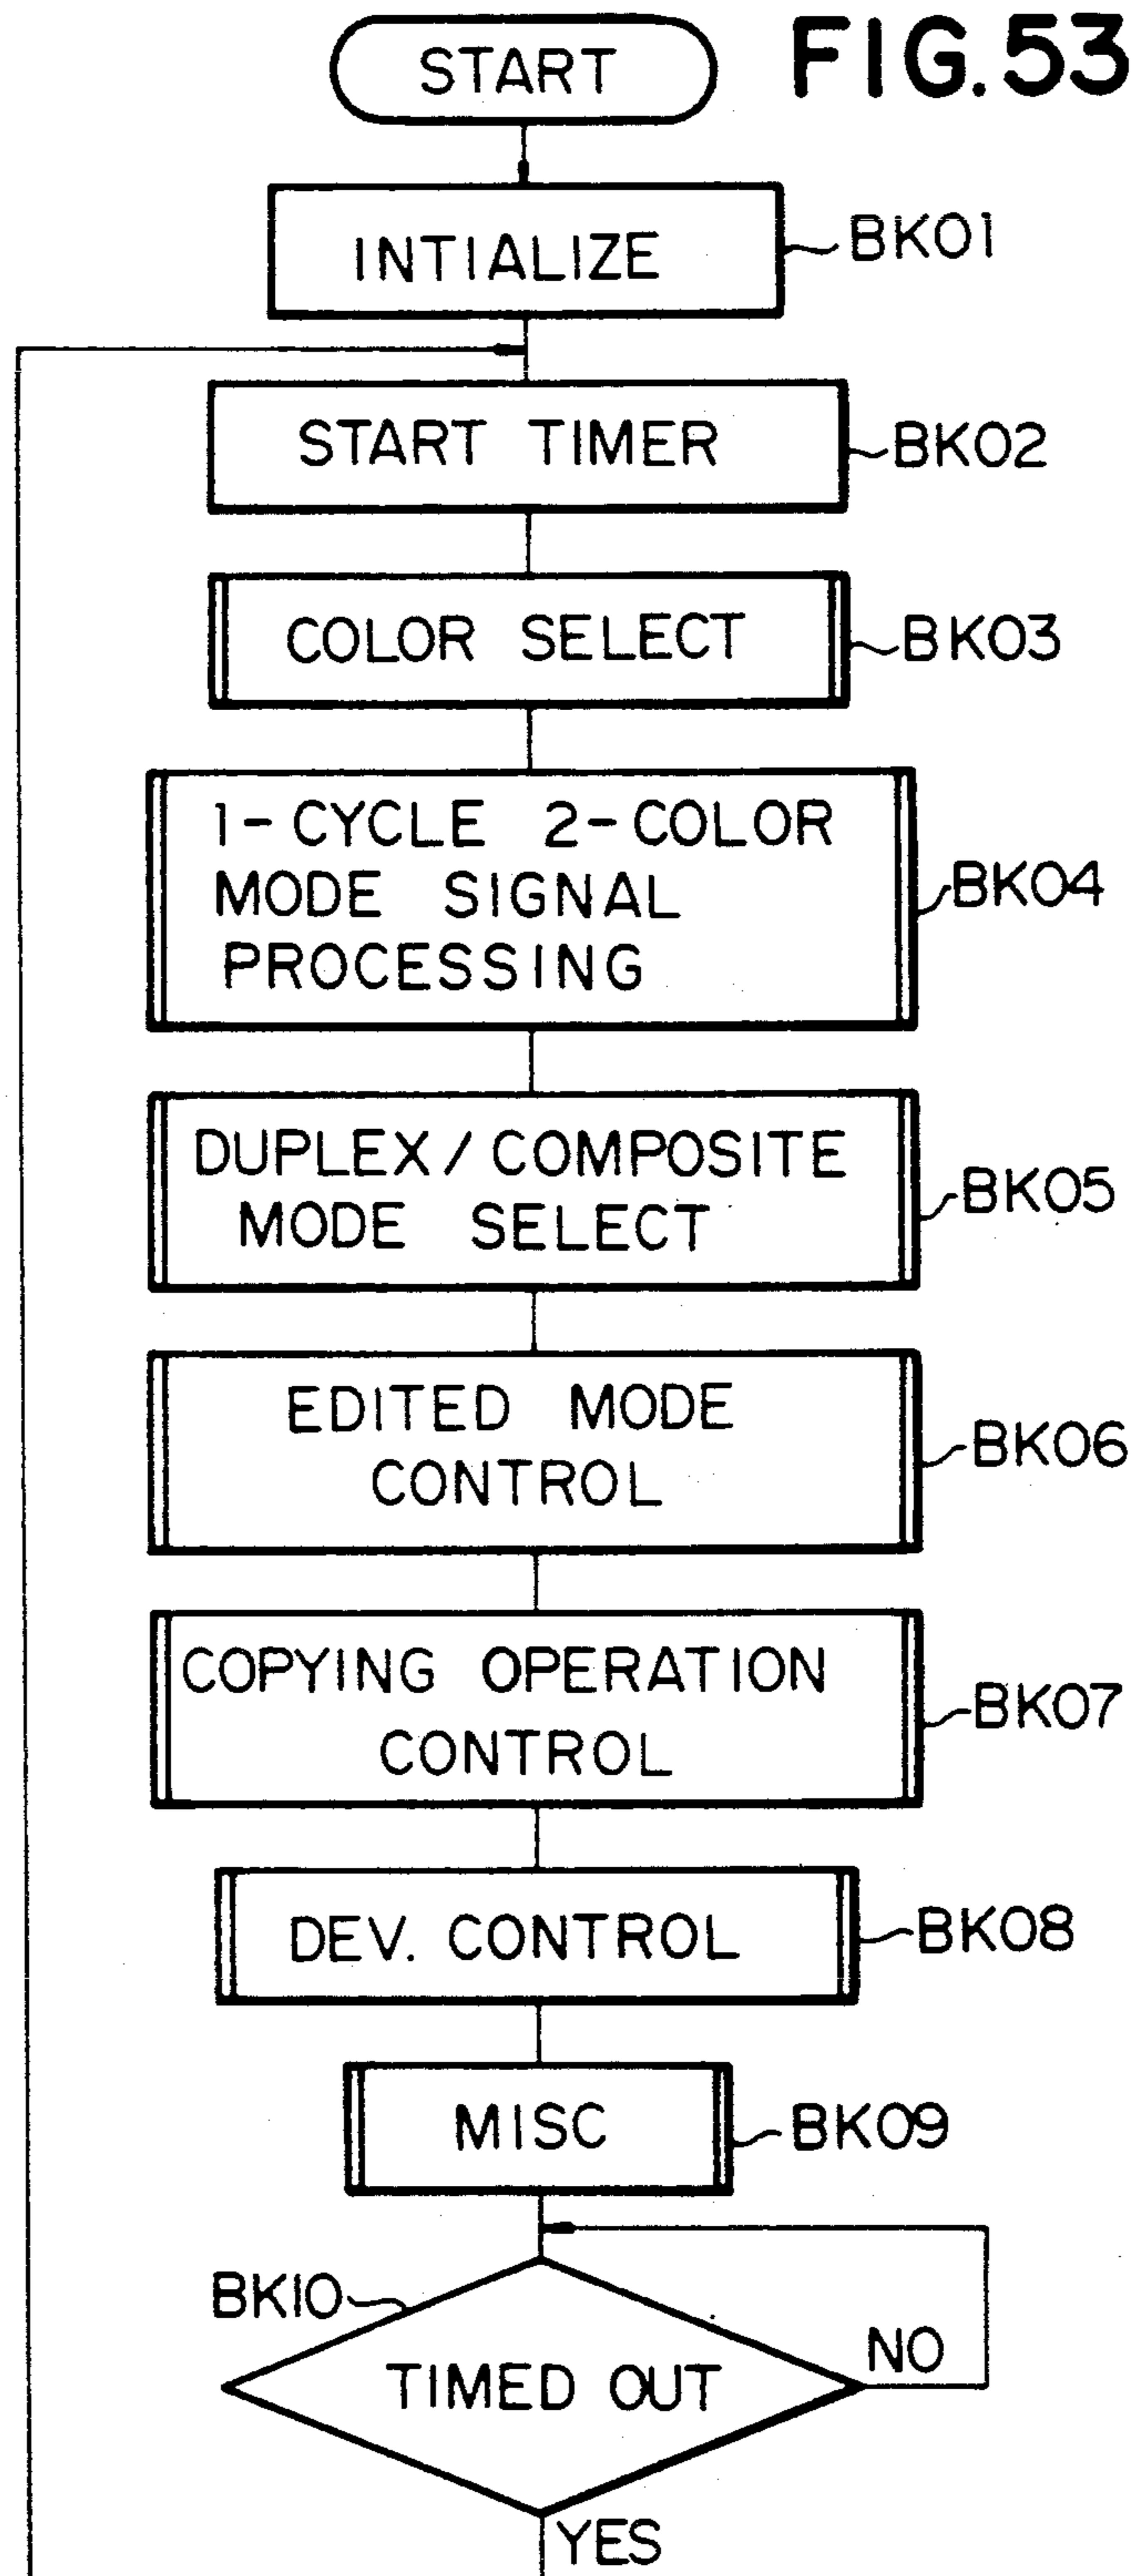 START
FIG.53
INTIALIZE
BK01
START TIMER
BK02
COLOR SELECT
BK03
1-CYCLE 2-COLOR
MODE SIGNAL
PROCESSING
BK04
DUPLEX/COMPOSITE
MODE SELECT
BK05
EDITED MODE
CONTROL
BK06
COPYING OPERATION
CONTROL
BK07
DEV. CONTROL
BK08
MISC
BK09
BK10
TIMED OUT
NO
YES